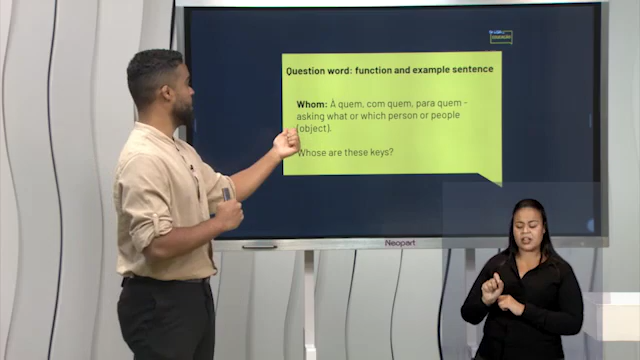 Question word: function and example sentence
Whom: À quem, com quem, para quem -
asking what or which person or people
(object).
Whose are these keys?
Neopart